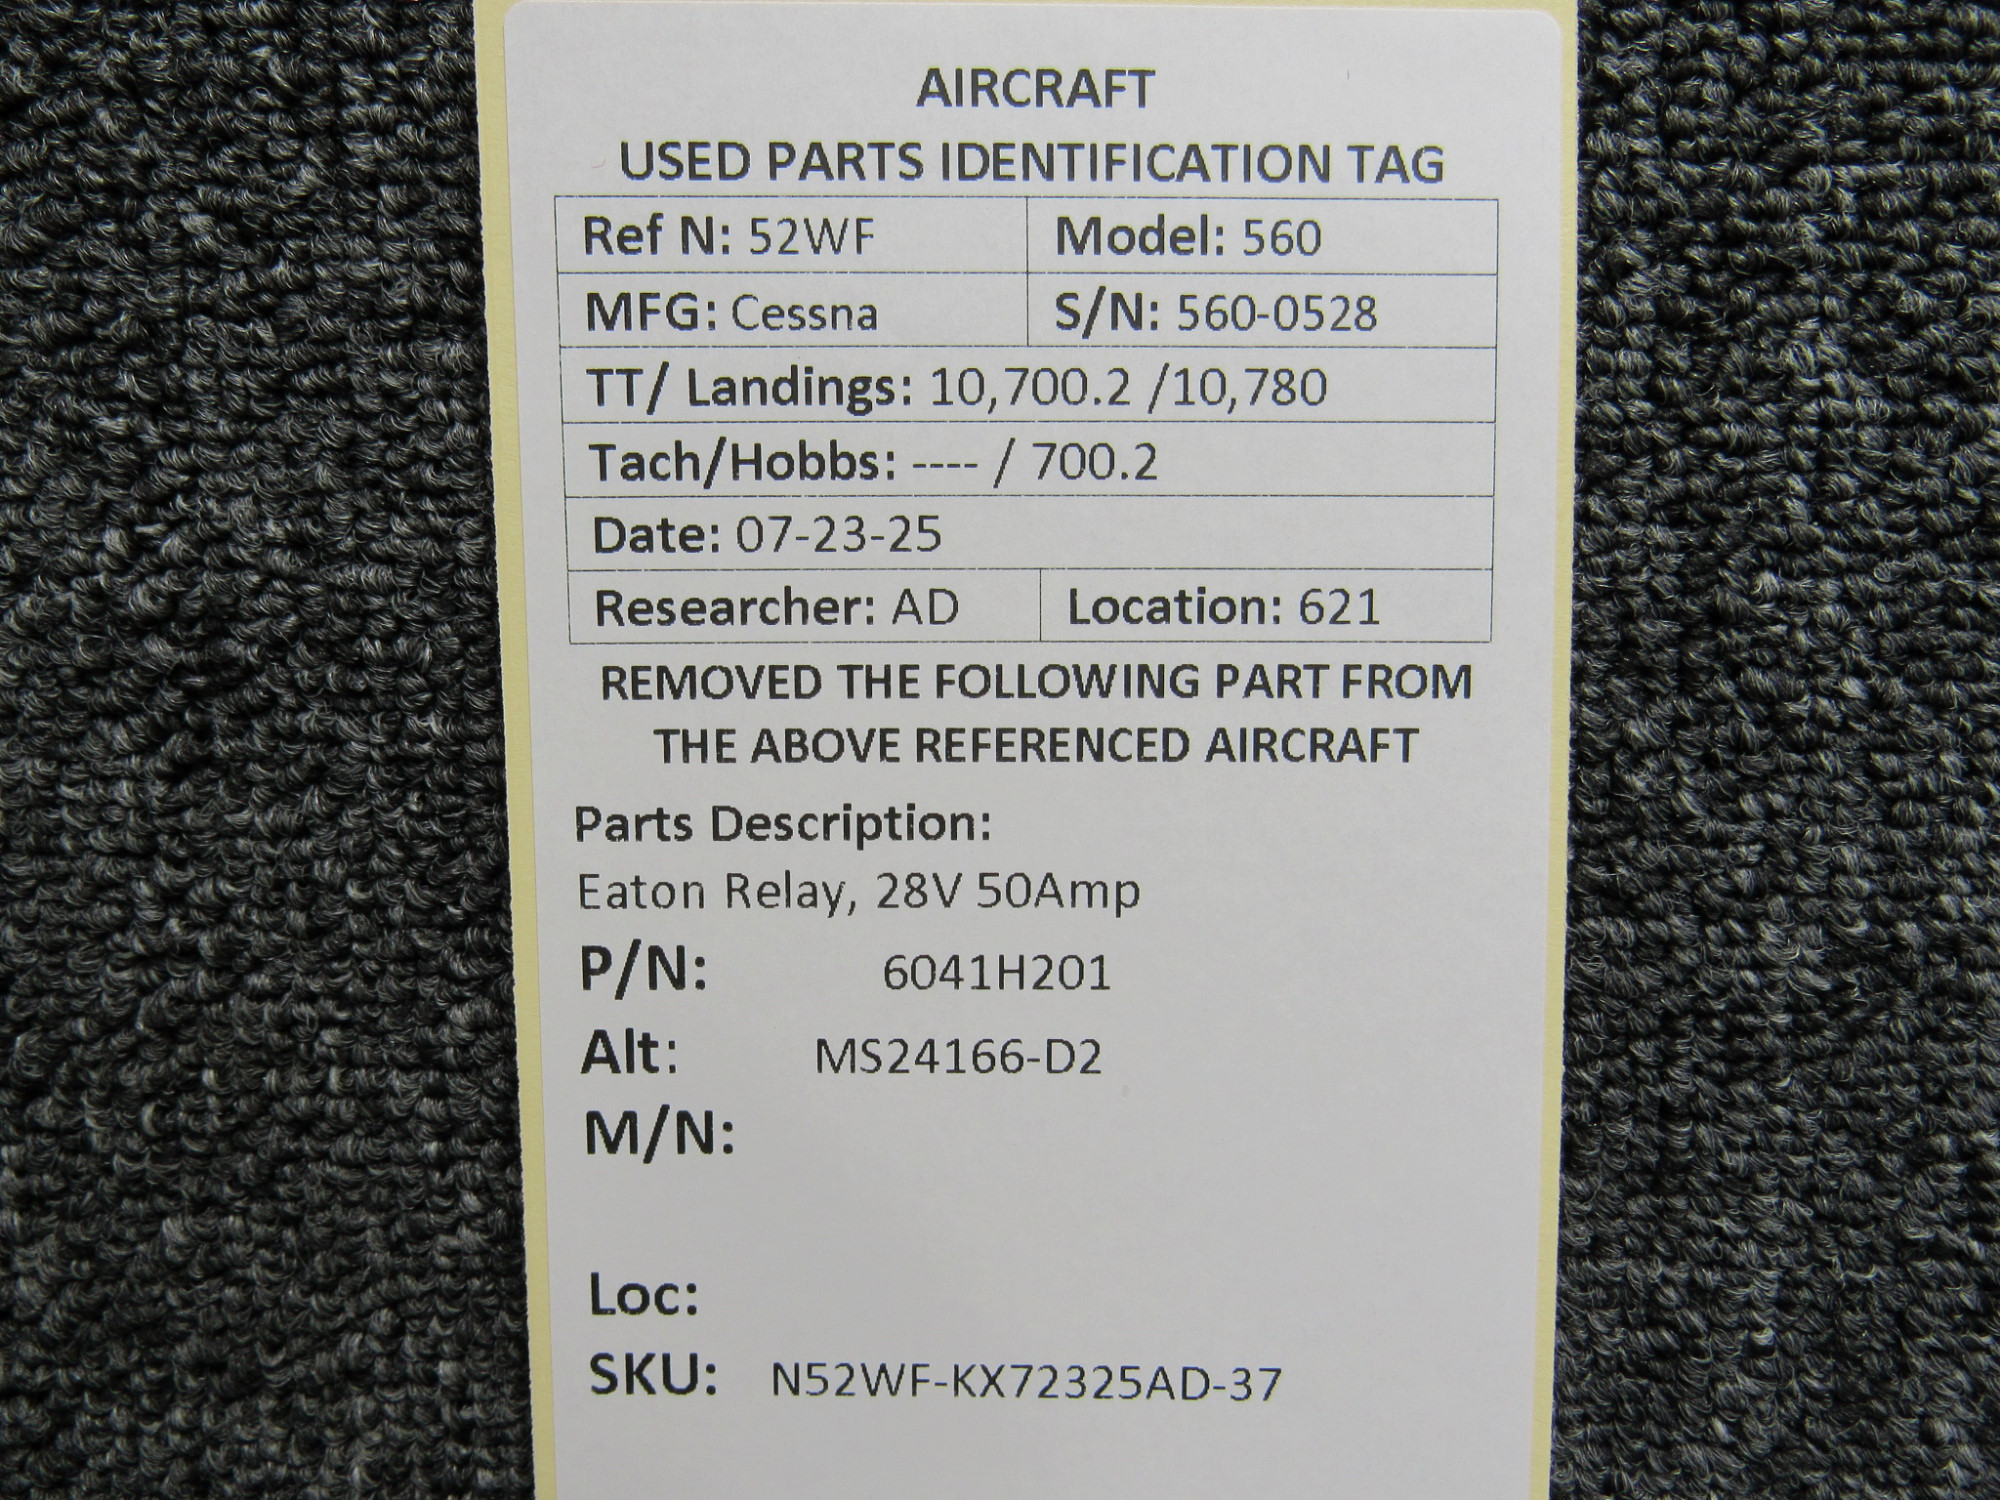 AIRCRAFT
USED PARTS IDENTIFICATION TAG
Ref N: 52WF Model: 560
MFG: Cessna S/N: 560-0528
TT/ Landings: 10,700.2 /10,780
Tach/Hobbs: ---- / 700.2
Date: 07-23-25
Researcher: AD Location: 621
REMOVED THE FOLLOWING PART FROM
THE ABOVE REFERENCED AIRCRAFT
Parts Description:
Eaton Relay, 28V 50Amp
P/N: 6041H201
Alt: MS24166-D2
M/N:
Loc:
SKU: N52WF-KX72325AD-37